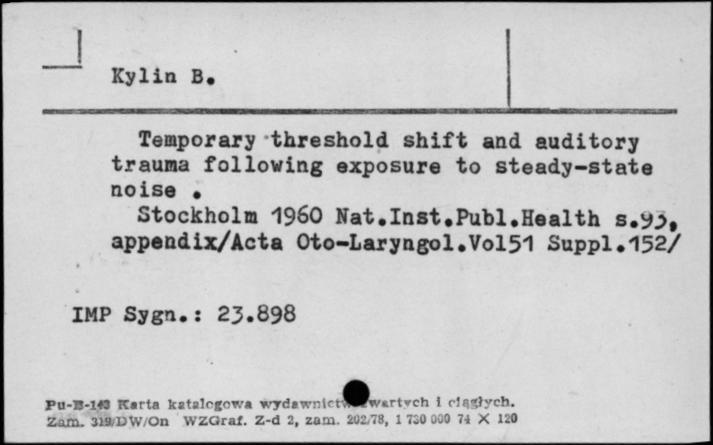 Kylin B.
Temporary threshold shift and auditory
trauma following exposure to steady-state
noise .
Stockholm 1960 Nat.Inst.Publ.Health s.93,
appendix/Acta Oto-Laryngol.Vol51 Suppl.152/
IMP Sygn.: 23.898
Pu-B-143 Karta katalogowa wydawnictw zwartych i ciągłych.
Zam. 319/DW/On WZGraf. Z-d 2, zam. 202/78, 1 730 000 74 X 120